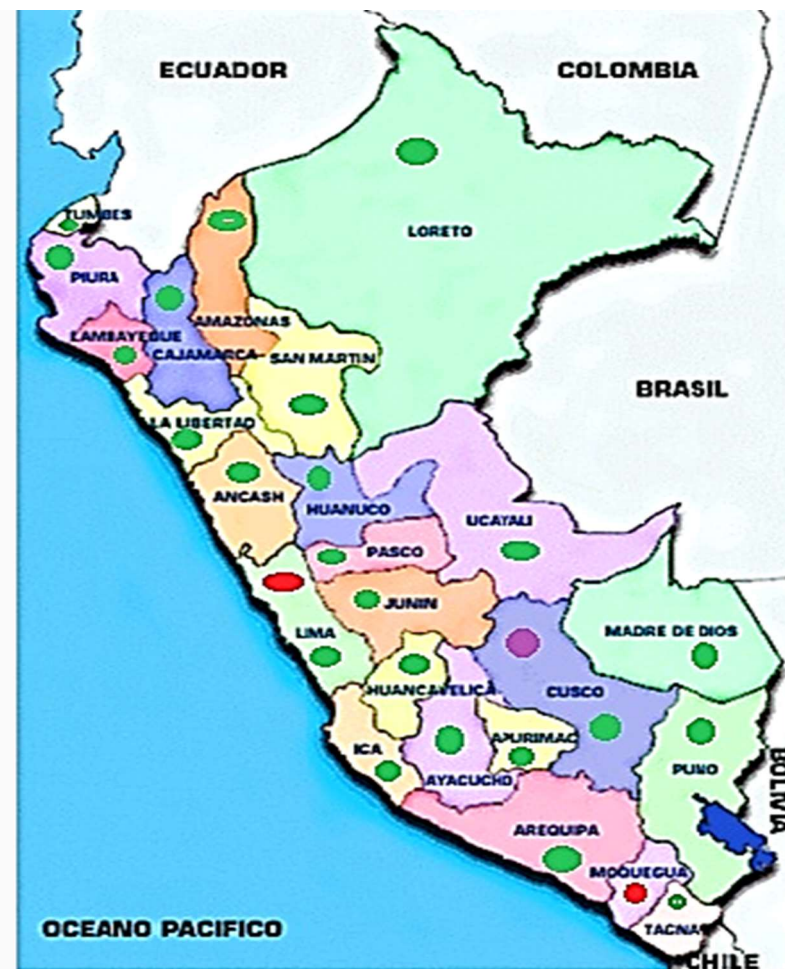 ECUADOR
COLOMBIA
TUMBES
LORETO
PIURA
AMAZONAS
LAMBAYEQUE
CAJAMARCA
SAN MARTIN
BRASIL
LA LIBERTAD
ANCASH
HUANUCO
UCAYALI
PASCO
JUNIN
LIMA
MADRE DE DIOS
HUANCAVELICA
CUSCO
APURIMAC
ICA
AYACUCHO
PUNO
BOLIVIA
AREQUIPA
MOQUEGUA
OCEANO PACIFICO
TACNA
CHILE